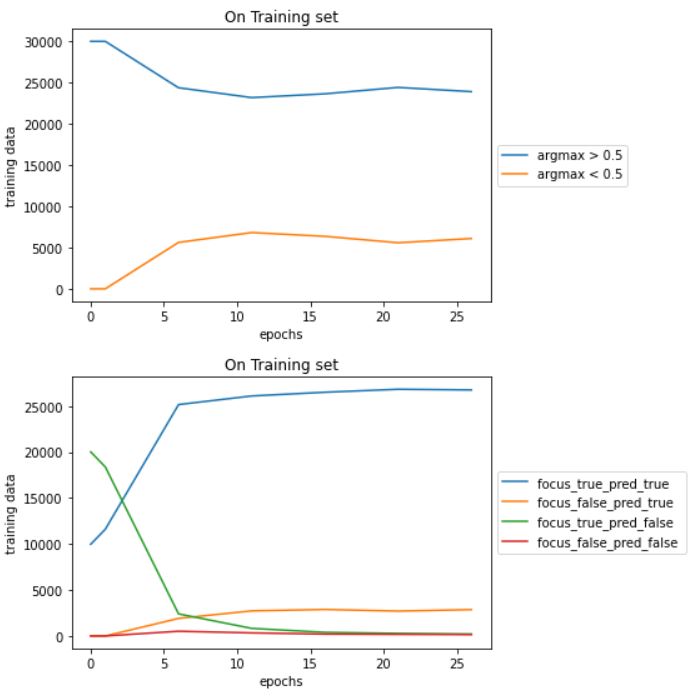 On Training set
30000
25000
20000
15000
10000
5000
0
training data
0 5 10 15 20 25
epochs
argmax > 0.5
argmax < 0.5
On Training set
25000
20000
15000
10000
5000
0
training data
0 5 10 15 20 25
epochs
focus_true_pred_true
focus_false_pred_true
focus_true_pred_false
focus_false_pred_false